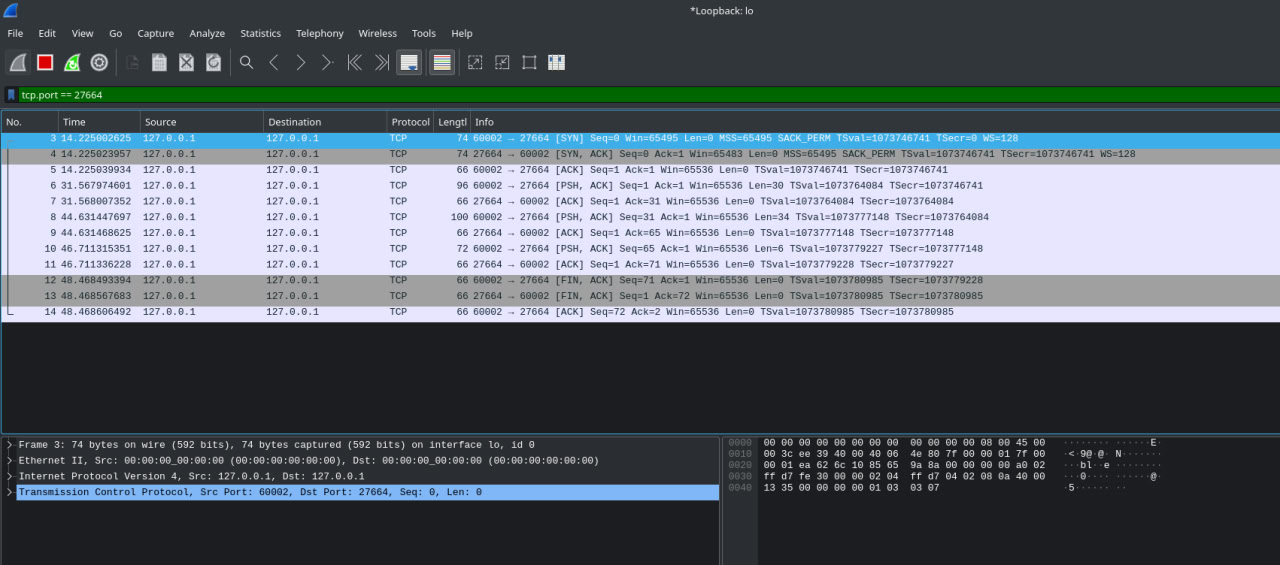 *Loopback: lo
File Edit View Go Capture Analyze Statistics Telephony Wireless Tools Help
tcp.port == 27664
No. Time Source Destination Protocol Lengtl Info
3 14.225002625 127.0.0.1 127.0.0.1 TCP 74 60002 → 27664 [SYN] Seq=0 Win=65495 Len=0 MSS=65495 SACK_PERM TSval=1073746741 TSecr=0 WS=128
4 14.225023957 127.0.0.1 127.0.0.1 TCP 74 27664 → 60002 [SYN, ACK] Seq=0 Ack=1 Win=65483 Len=0 MSS=65495 SACK_PERM TSval=1073746741 TSecr=1073746741 WS=128
5 14.225039934 127.0.0.1 127.0.0.1 TCP 66 60002 → 27664 [ACK] Seq=1 Ack=1 Win=65536 Len=0 TSval=1073746741 TSecr=1073746741
6 31.567974601 127.0.0.1 127.0.0.1 TCP 96 60002 → 27664 [PSH, ACK] Seq=1 Ack=1 Win=65536 Len=30 TSval=1073764084 TSecr=1073746741
7 31.568007352 127.0.0.1 127.0.0.1 TCP 66 27664 → 60002 [ACK] Seq=1 Ack=31 Win=65536 Len=0 TSval=1073764084 TSecr=1073764084
8 44.631447697 127.0.0.1 127.0.0.1 TCP 100 60002 → 27664 [PSH, ACK] Seq=31 Ack=1 Win=65536 Len=34 TSval=1073777148 TSecr=1073764084
9 44.631468625 127.0.0.1 127.0.0.1 TCP 66 27664 → 60002 [ACK] Seq=1 Ack=65 Win=65536 Len=0 TSval=1073777148 TSecr=1073777148
10 46.711315351 127.0.0.1 127.0.0.1 TCP 72 60002 → 27664 [PSH, ACK] Seq=65 Ack=1 Win=65536 Len=6 TSval=1073779227 TSecr=1073777148
11 46.711336228 127.0.0.1 127.0.0.1 TCP 66 27664 → 60002 [ACK] Seq=1 Ack=71 Win=65536 Len=0 TSval=1073779228 TSecr=1073779227
12 48.468493394 127.0.0.1 127.0.0.1 TCP 66 60002 → 27664 [FIN, ACK] Seq=71 Ack=1 Win=65536 Len=0 TSval=1073780985 TSecr=1073779228
13 48.468567683 127.0.0.1 127.0.0.1 TCP 66 27664 → 60002 [FIN, ACK] Seq=1 Ack=72 Win=65536 Len=0 TSval=1073780985 TSecr=1073780985
14 48.468606492 127.0.0.1 127.0.0.1 TCP 66 60002 → 27664 [ACK] Seq=72 Ack=2 Win=65536 Len=0 TSval=1073780985 TSecr=1073780985
Frame 3: 74 bytes on wire (592 bits), 74 bytes captured (592 bits) on interface lo, id 0
Ethernet II, Src: 00:00:00_00:00:00 (00:00:00:00:00:00), Dst: 00:00:00_00:00:00 (00:00:00:00:00:00)
Internet Protocol Version 4, Src: 127.0.0.1, Dst: 127.0.0.1
Transmission Control Protocol, Src Port: 60002, Dst Port: 27664, Seq: 0, Len: 0
0000 00 00 00 00 00 00 00 00 00 00 00 00 08 00 45 00 ········ ······E·
0010 00 3c ee 39 40 00 40 06 4e 80 7f 00 00 01 7f 00 ·<·9@·@· N·······
0020 00 01 ea 62 6c 10 85 65 9a 8a 00 00 00 00 a0 02 ···bl··e ········
0030 ff d7 fe 30 00 00 02 04 ff d7 04 02 08 0a 40 00 ···0···· ······@·
0040 13 35 00 00 00 00 01 03 03 07 ·5······ ··